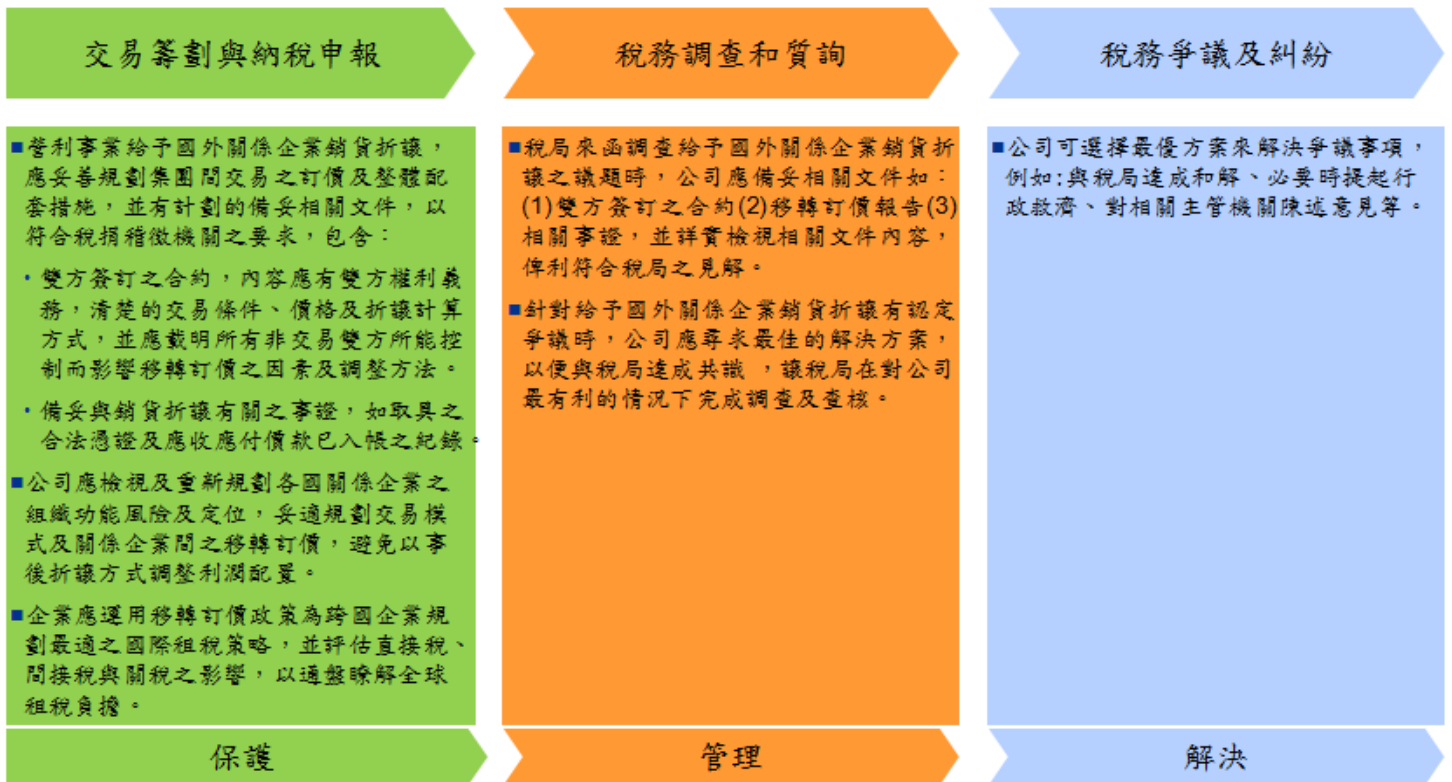 交易籌劃與納稅申報
稅務調查和質詢
稅務爭議及糾紛
■營利事業給予國外關係企業銷貨折讓，
應妥善規劃集團間交易之訂價及整體配
套措施，並有計劃的備妥相關文件，以
符合稅捐稽徵機關之要求，包含：
•雙方簽訂之合約，內容應有雙方權利義
務，清楚的交易條件、價格及折讓計算
方式，並應載明所有非交易雙方所能控
制而影響移轉訂價之因素及調整方法。
•備妥與銷貨折讓有關之事證，如取具之
合法憑證及應收應付價款已入帳之紀錄。
■公司應檢視及重新規劃各國關係企業之
組織功能風險及定位，妥適規劃交易模
式及關係企業間之移轉訂價，避免以事
後折讓方式調整利潤配置。
■企業應運用移轉訂價政策為跨國企業規
劃最適之國際租稅策略，並評估直接稅、
間接稅與關稅之影響，以通盤瞭解全球
租稅負擔。
■稅局來函調查給予國外關係企業銷貨折
讓之議題時，公司應備妥相關文件如：
(1)雙方簽訂之合約(2)移轉訂價報告(3)
相關事證，並詳實檢視相關文件內容，
俾利符合稅局之見解。
■針對給予國外關係企業銷貨折讓有認定
爭議時，公司應尋求最佳的解決方案，
以便與稅局達成共識 ，讓稅局在對公司
最有利的情況下完成調查及查核。
■公司可選擇最優方案來解決爭議事項，
例如:與稅局達成和解、必要時提起行
政救濟、對相關主管機關陳述意見等。
保護
管理
解決